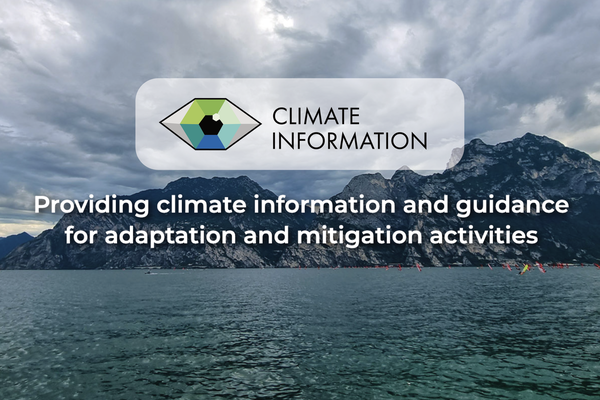 CLIMATE
INFORMATION
Providing climate information and guidance
for adaptation and mitigation activities